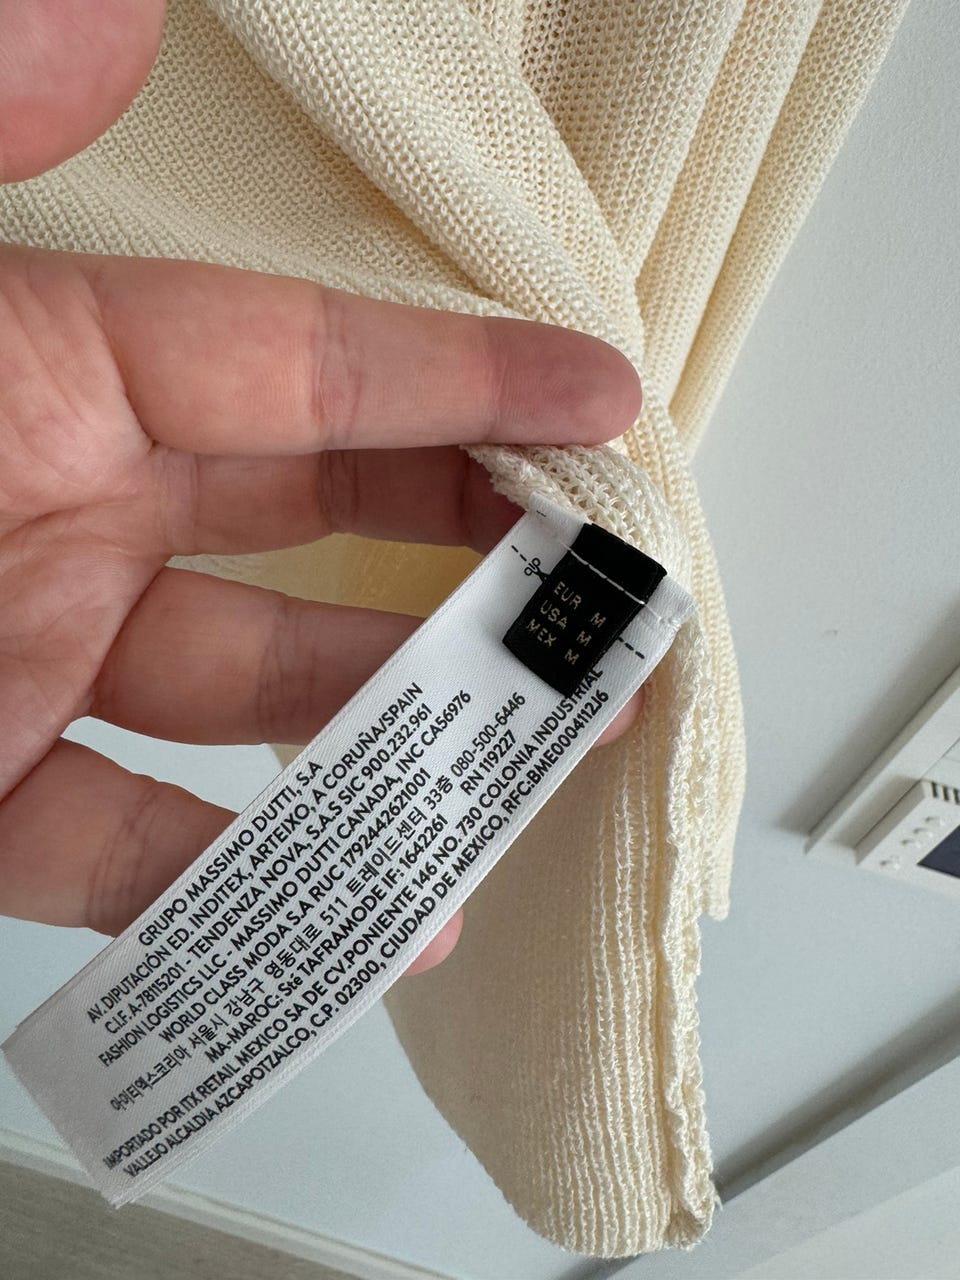 EUR M
USA M
MEX M
GRUPO MASSIMO DUTTI, S.A
AV. DIPUTACIÓN ED. INDITEX, ARTEIXO, A CORUÑA/SPAIN
C.I.F. A-78115201 - TENDENZA NOVA, S.A.S SIC 900.232.961
FASHION LOGISTICS LLC - MASSIMO DUTTI CANADA, INC CA56976
WORLD CLASS MODA S.A RUC 1792442621001
아이티엑스코리아 서울시 강남구 영동대로 511 트레이드센터 33층 080-500-6446
MA-MAROC: Sté TAFFRAMODE IF: 1642261 RN 119227
IMPORTADO POR ITX RETAIL MEXICO SA DE CV.PONIENTE 146 NO. 730 COLONIA INDUSTRIAL
VALLEJO ALCALDIA AZCAPOTZALCO, C.P. 02300, CIUDAD DE MEXICO, RFC:BME0004112J6